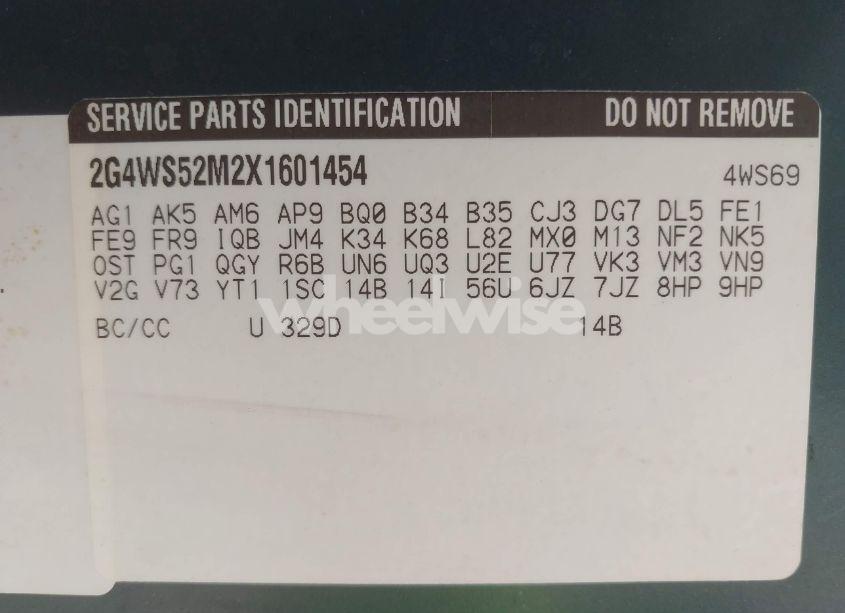 SERVICE PARTS IDENTIFICATION DO NOT REMOVE
2G4WS52M2X1601454 4WS69
AG1 AK5 AM6 AP9 BQ0 B34 B35 CJ3 DG7 DL5 FE1
FE9 FR9 IQB JM4 K34 K68 L82 MX0 M13 NF2 NK5
OST PG1 QGY R6B UN6 UQ3 U2E U77 VK3 VM3 VN9
V2G V73 YT1 1SC 14B 14I 56U 6JZ 7JZ 8HP 9HP
wheelwise
BC/CC U 329D 14B